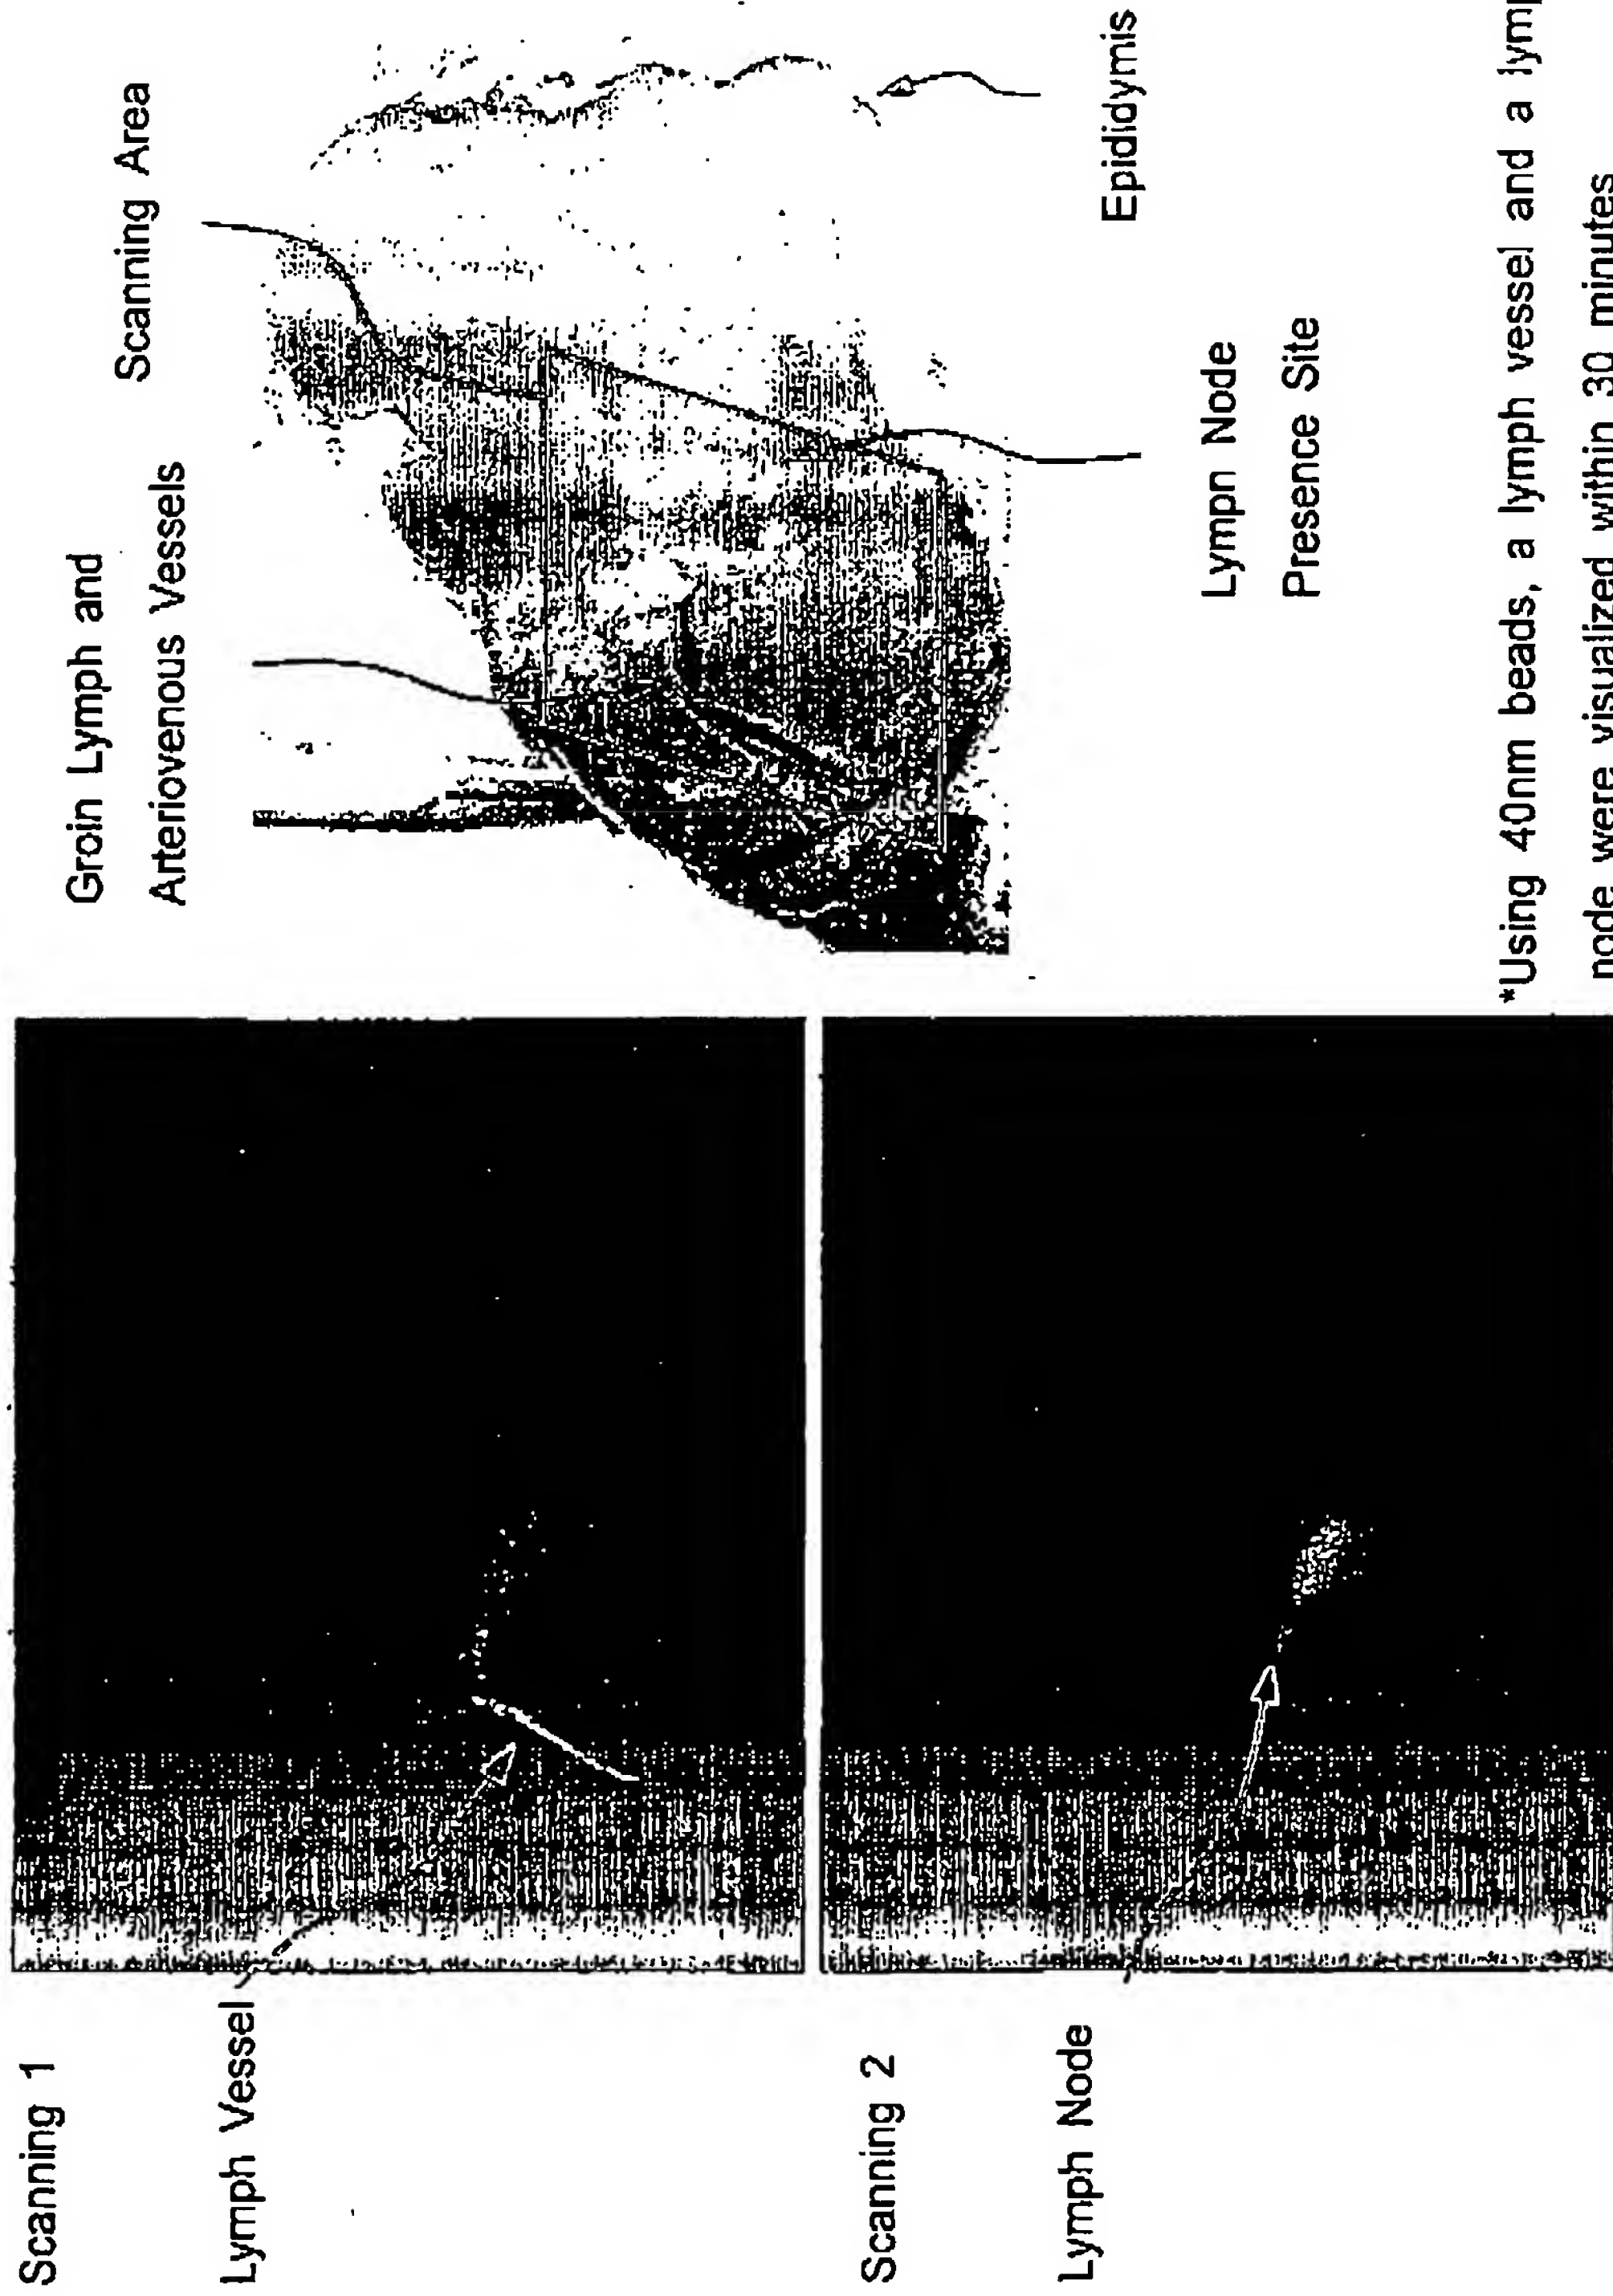 Scanning 1
Lymph Vessel
Scanning 2
Lymph Node
Groin Lymph and
Arteriovenous Vessels
Scanning Area
Epididymis
Lympn Node
Presence Site
*Using 40nm beads, a lymph vessel and a lymp
node were visualized within 30 minutes